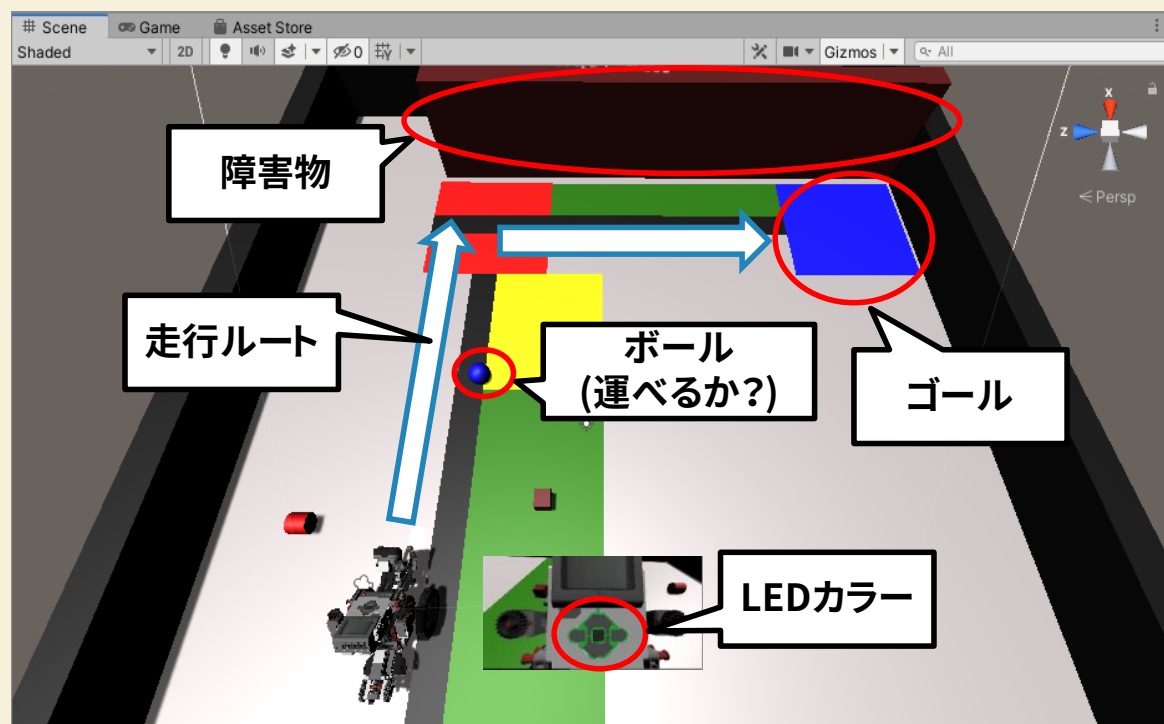 # Scene
Game
Asset Store
Shaded
2D
0
Gizmos
All
x
z
Persp
障害物
走行ルート
ボール
(運べるか?)
ゴール
LEDカラー